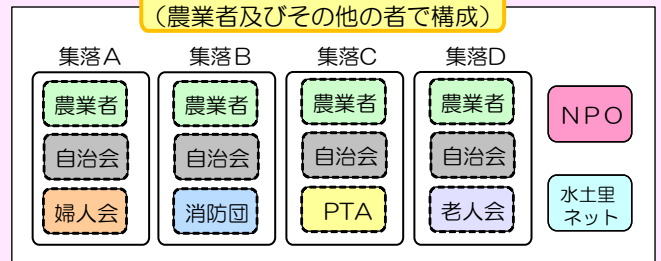 （農業者及びその他の者で構成）
集落A
集落B
集落C
集落D
農業者
農業者
農業者
農業者
NPO
自治会
自治会
自治会
自治会
婦人会
消防団
PTA
老人会
水土里
ネット